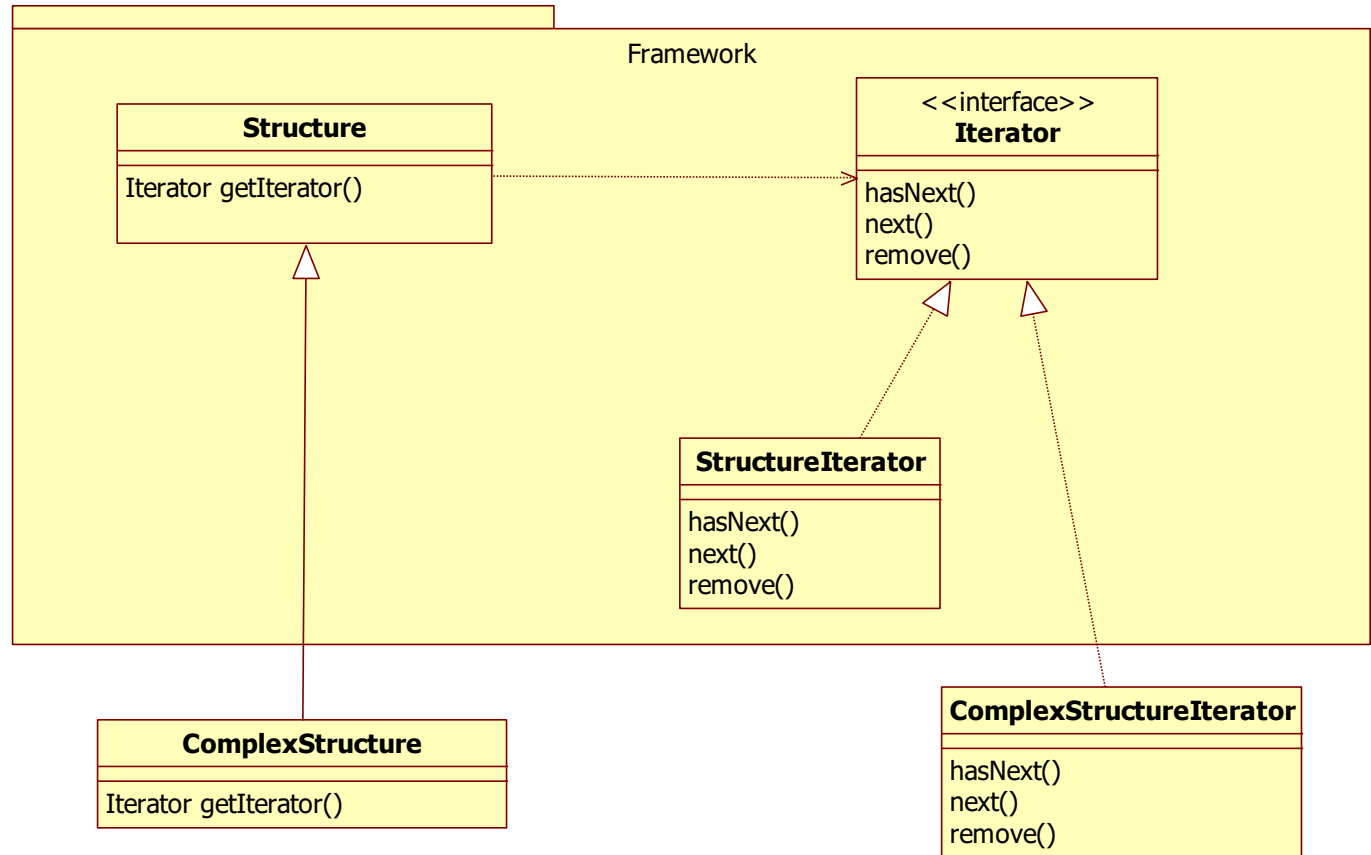 Framework
Structure
Iterator getIterator()
<<interface>>
Iterator
hasNext()
next()
remove()
StructureIterator
hasNext()
next()
remove()
ComplexStructure
Iterator getIterator()
ComplexStructureIterator
hasNext()
next()
remove()